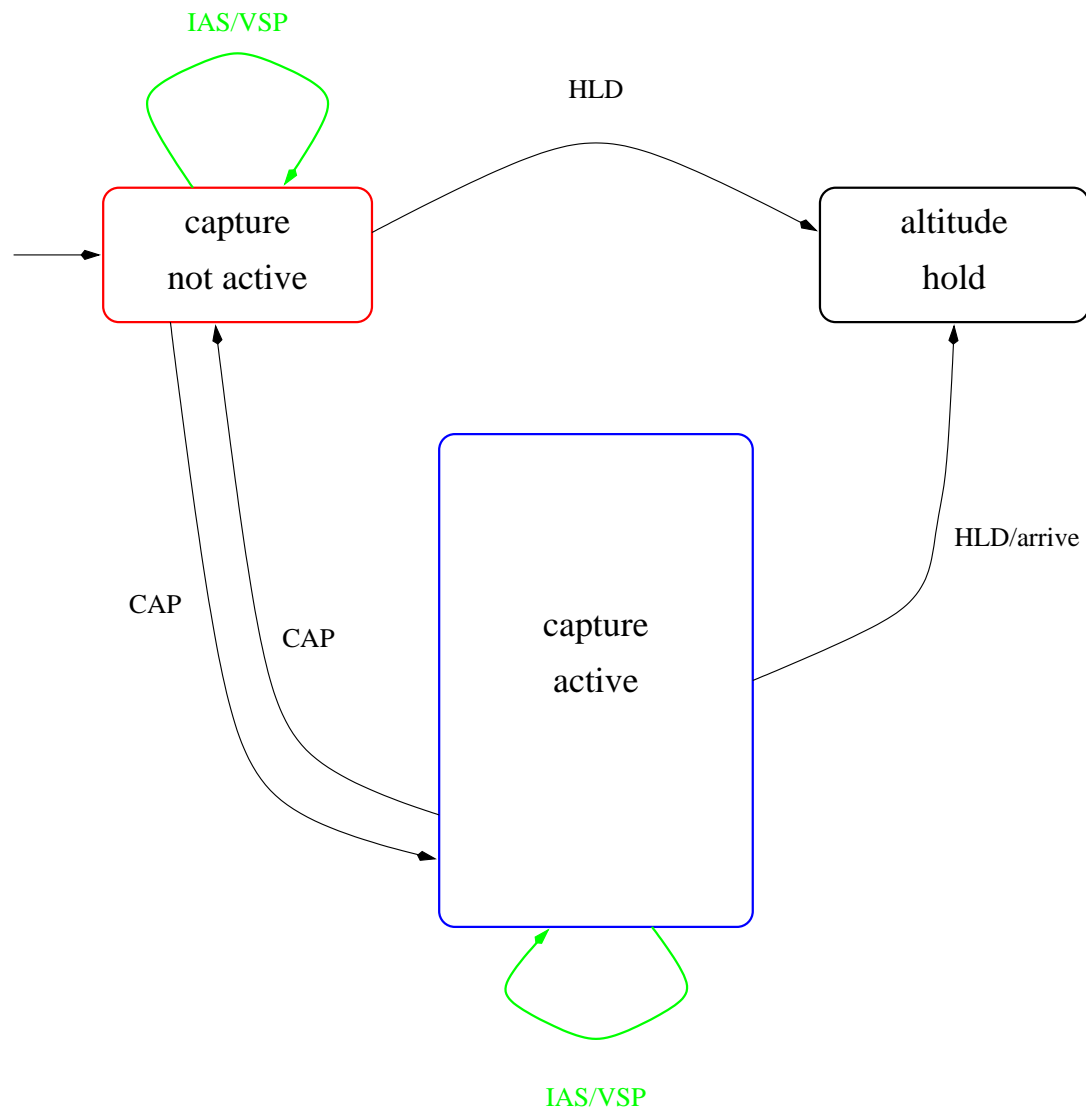 IAS/VSP
HLD
capture
not active
altitude
hold
HLD/arrive
CAP
CAP
capture
active
IAS/VSP